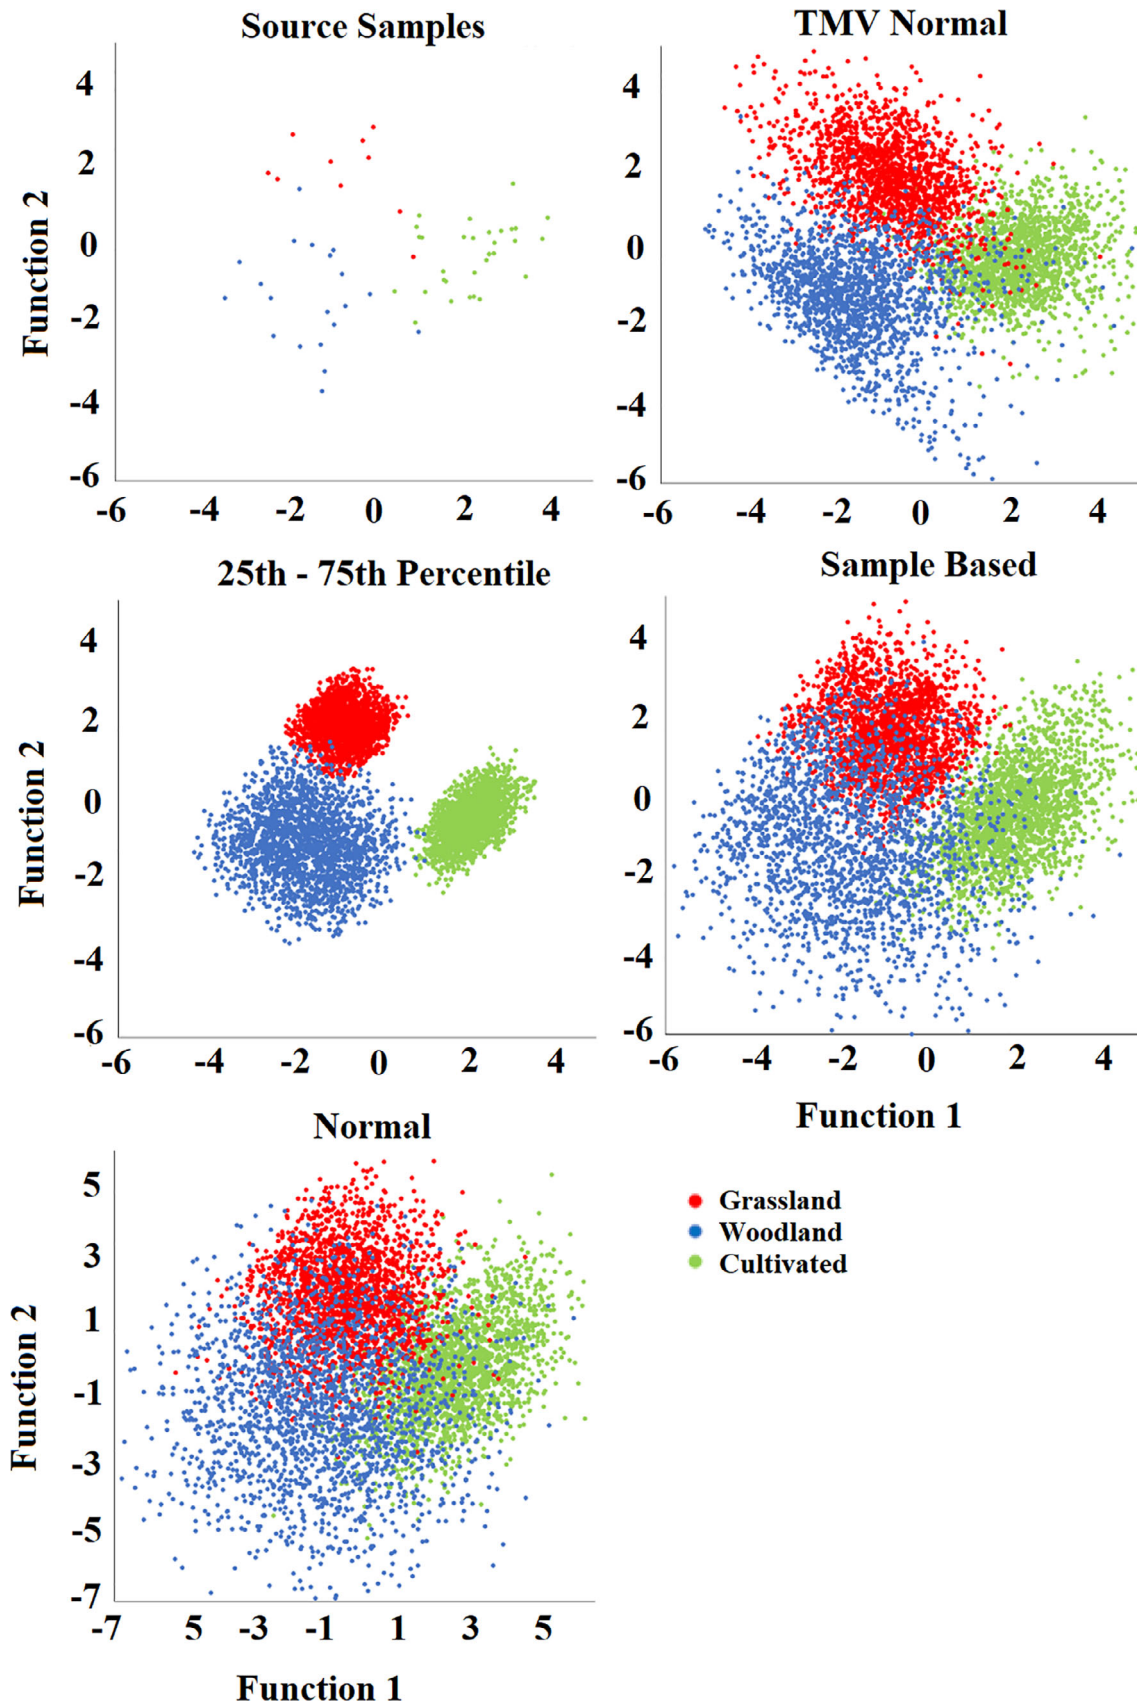 Source Samples
4
2
0
-2
-4
-6
Function 2
-6 -4 -2 0 2 4
TMV Normal
4
2
0
-2
-4
-6
-4 -2 0 2 4
25th - 75th Percentile
4
2
0
-2
-4
-6
Function 2
-6 -4 -2 0 2 4
Sample Based
4
2
0
-2
-4
-6
-6 -4 -2 0 2 4
Function 1
Normal
5
3
1
-1
-3
-5
-7
Function 2
-7 5 -3 -1 1 3 5
Function 1
Grassland
Woodland
Cultivated